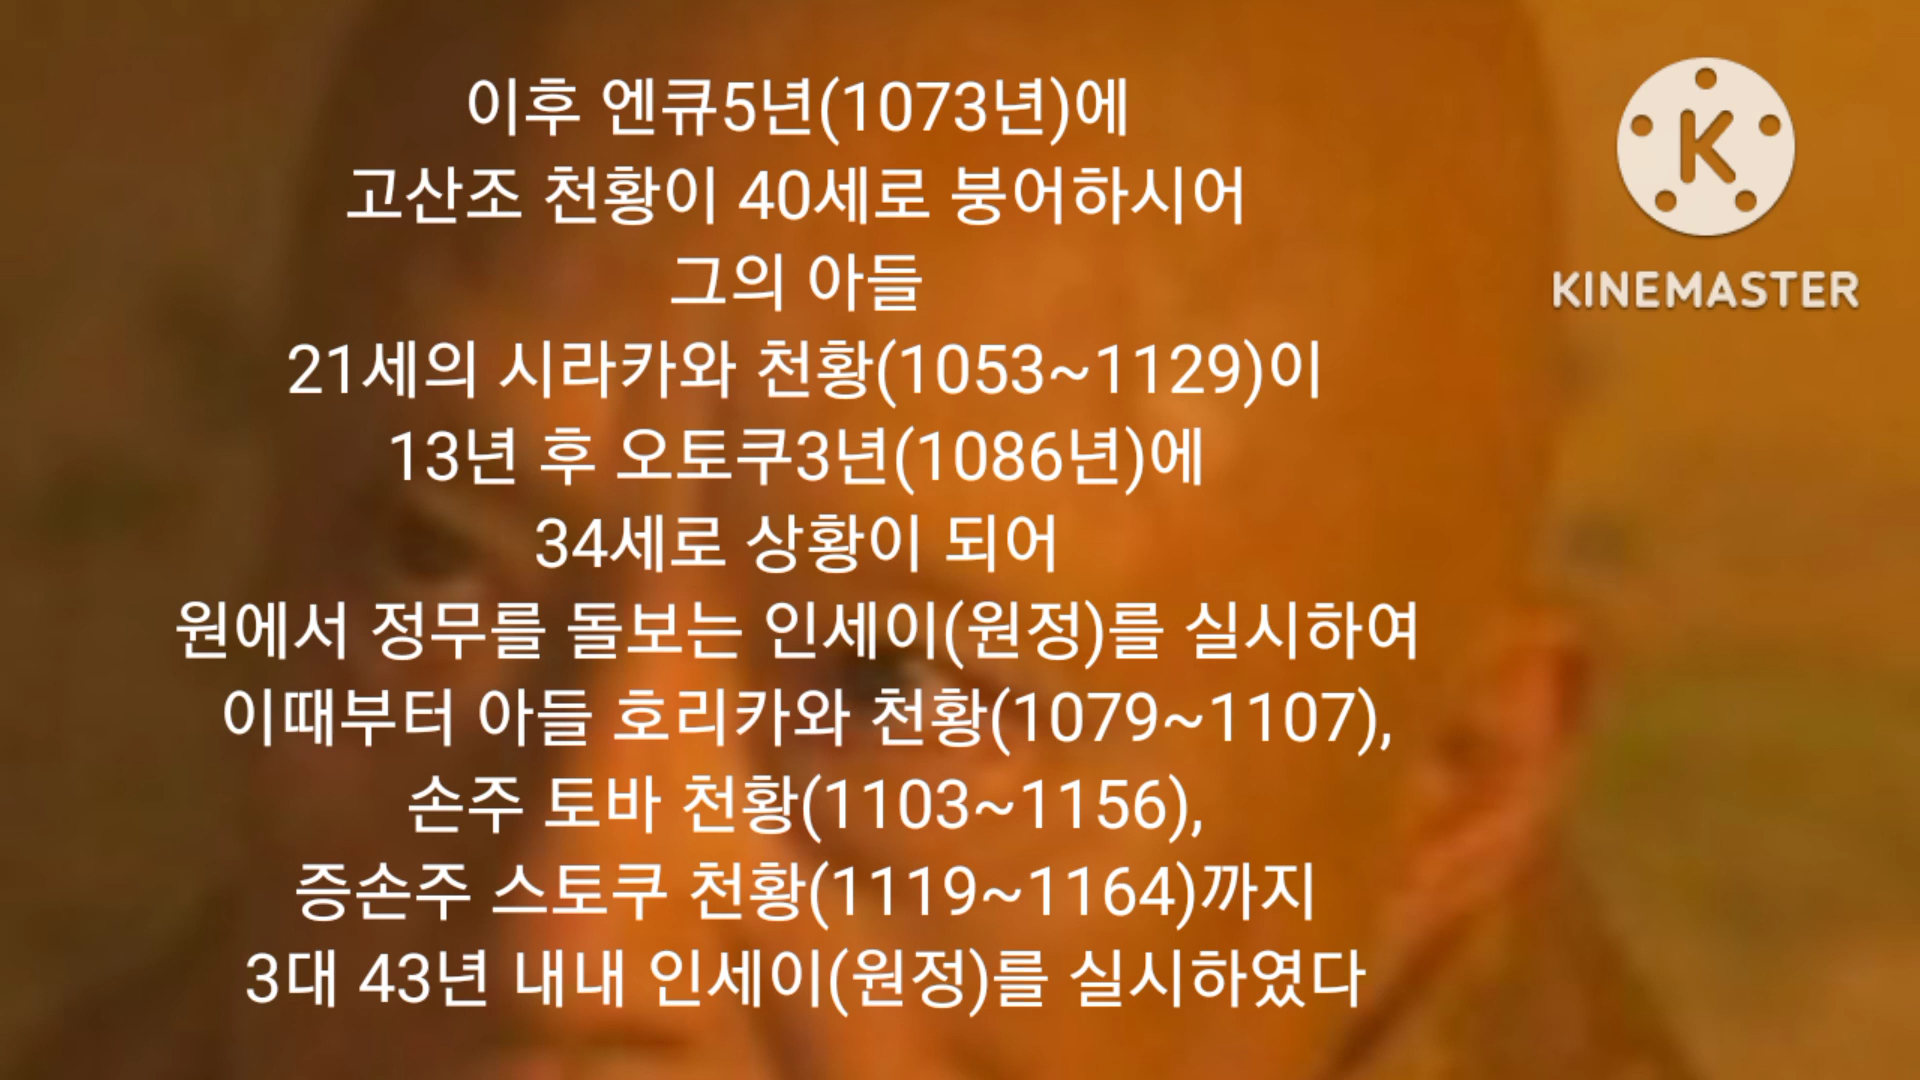 이후 엔큐5년(1073년)에
고산조 천황이 40세로 붕어하시어
그의 아들
21세의 시라카와 천황(1053~1129)이
13년 후 오토쿠3년(1086년)에
34세로 상황이 되어
원에서 정무를 돌보는 인세이(원정)를 실시하여
이때부터 아들 호리카와 천황(1079~1107),
손주 토바 천황(1103~1156),
증손주 스토쿠 천황(1119~1164)까지
3대 43년 내내 인세이(원정)를 실시하였다
K
KINEMASTER